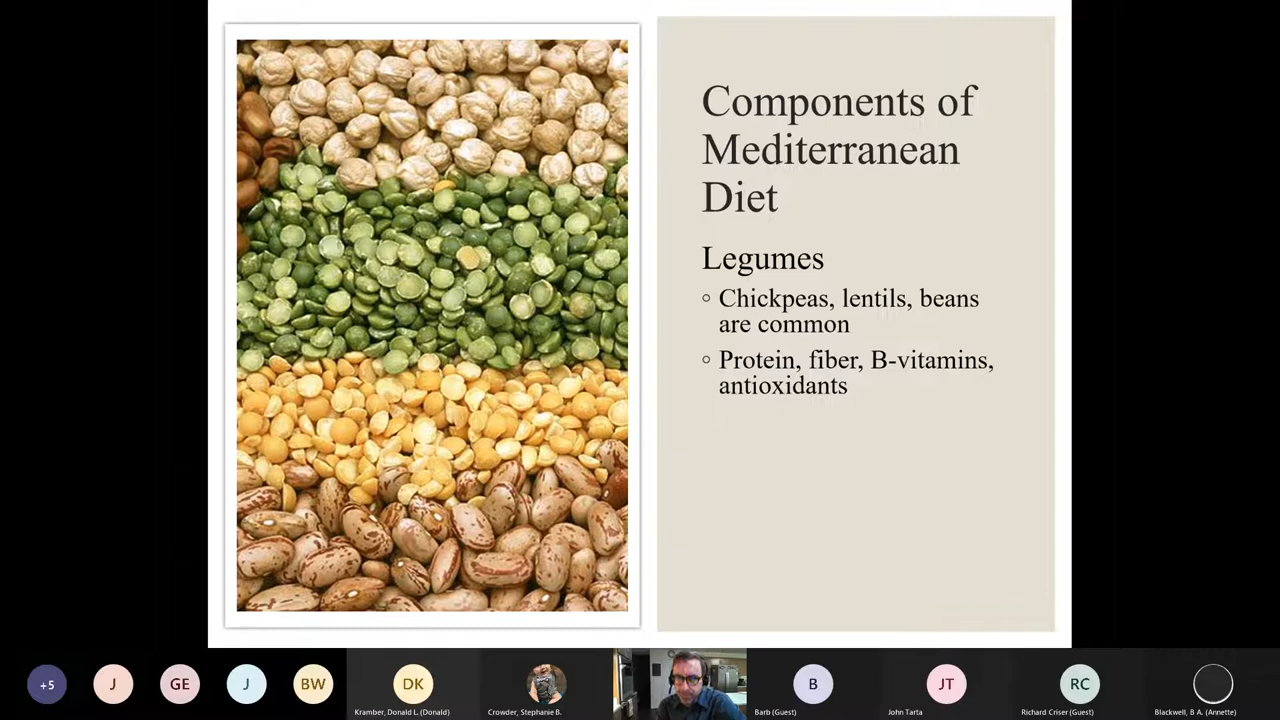 Components of
Mediterranean
Diet
Legumes
◦ Chickpeas, lentils, beans
are common
◦ Protein, fiber, B-vitamins,
antioxidants
+5
J
GE
J
BW
DK
B
JT
RC
Kramber, Donald L. (Donald)
Crowder, Stephanie B.
Barb (Guest)
John Tarta
Richard Criser (Guest)
Blackwell, B A. (Annette)